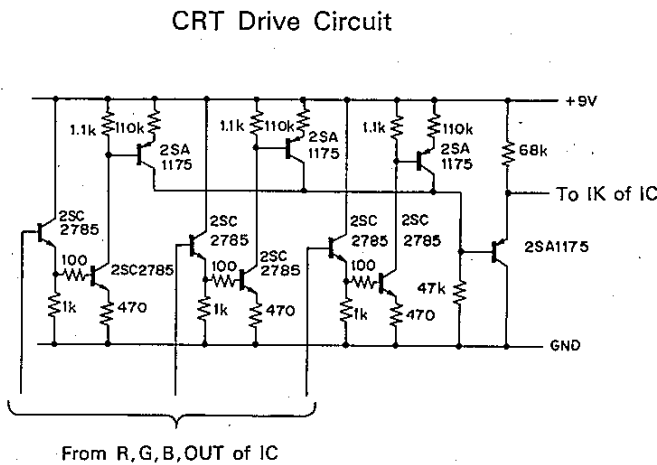 CRT Drive Circuit
+9V
1.1k
110k
2SA
1175
1.1k
110k
2SA
1175
1.1k
110k
2SA
1175
68k
To IK of IC
2SC
2785
2SC
2785
2SC
2785
2SC
2785
2SC
2785
2SA1175
100
2SC2785
100
100
1k
470
1k
470
1k
470
47k
GND
From R,G,B,OUT of IC